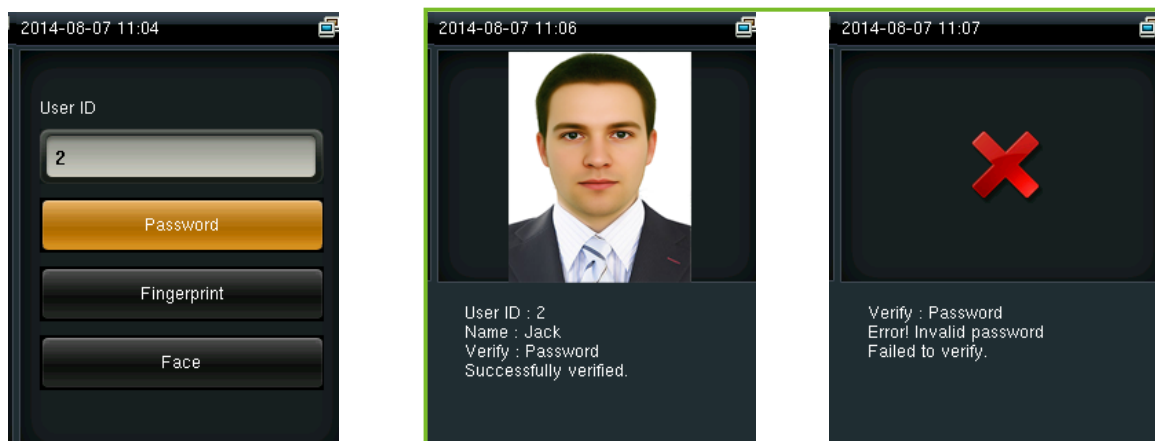 2014-08-07 11:04
User ID
2
Password
Fingerprint
Face
2014-08-07 11:06
User ID : 2
Name : Jack
Verify : Password
Successfully verified.
2014-08-07 11:07
Verify : Password
Error! Invalid password
Failed to verify.